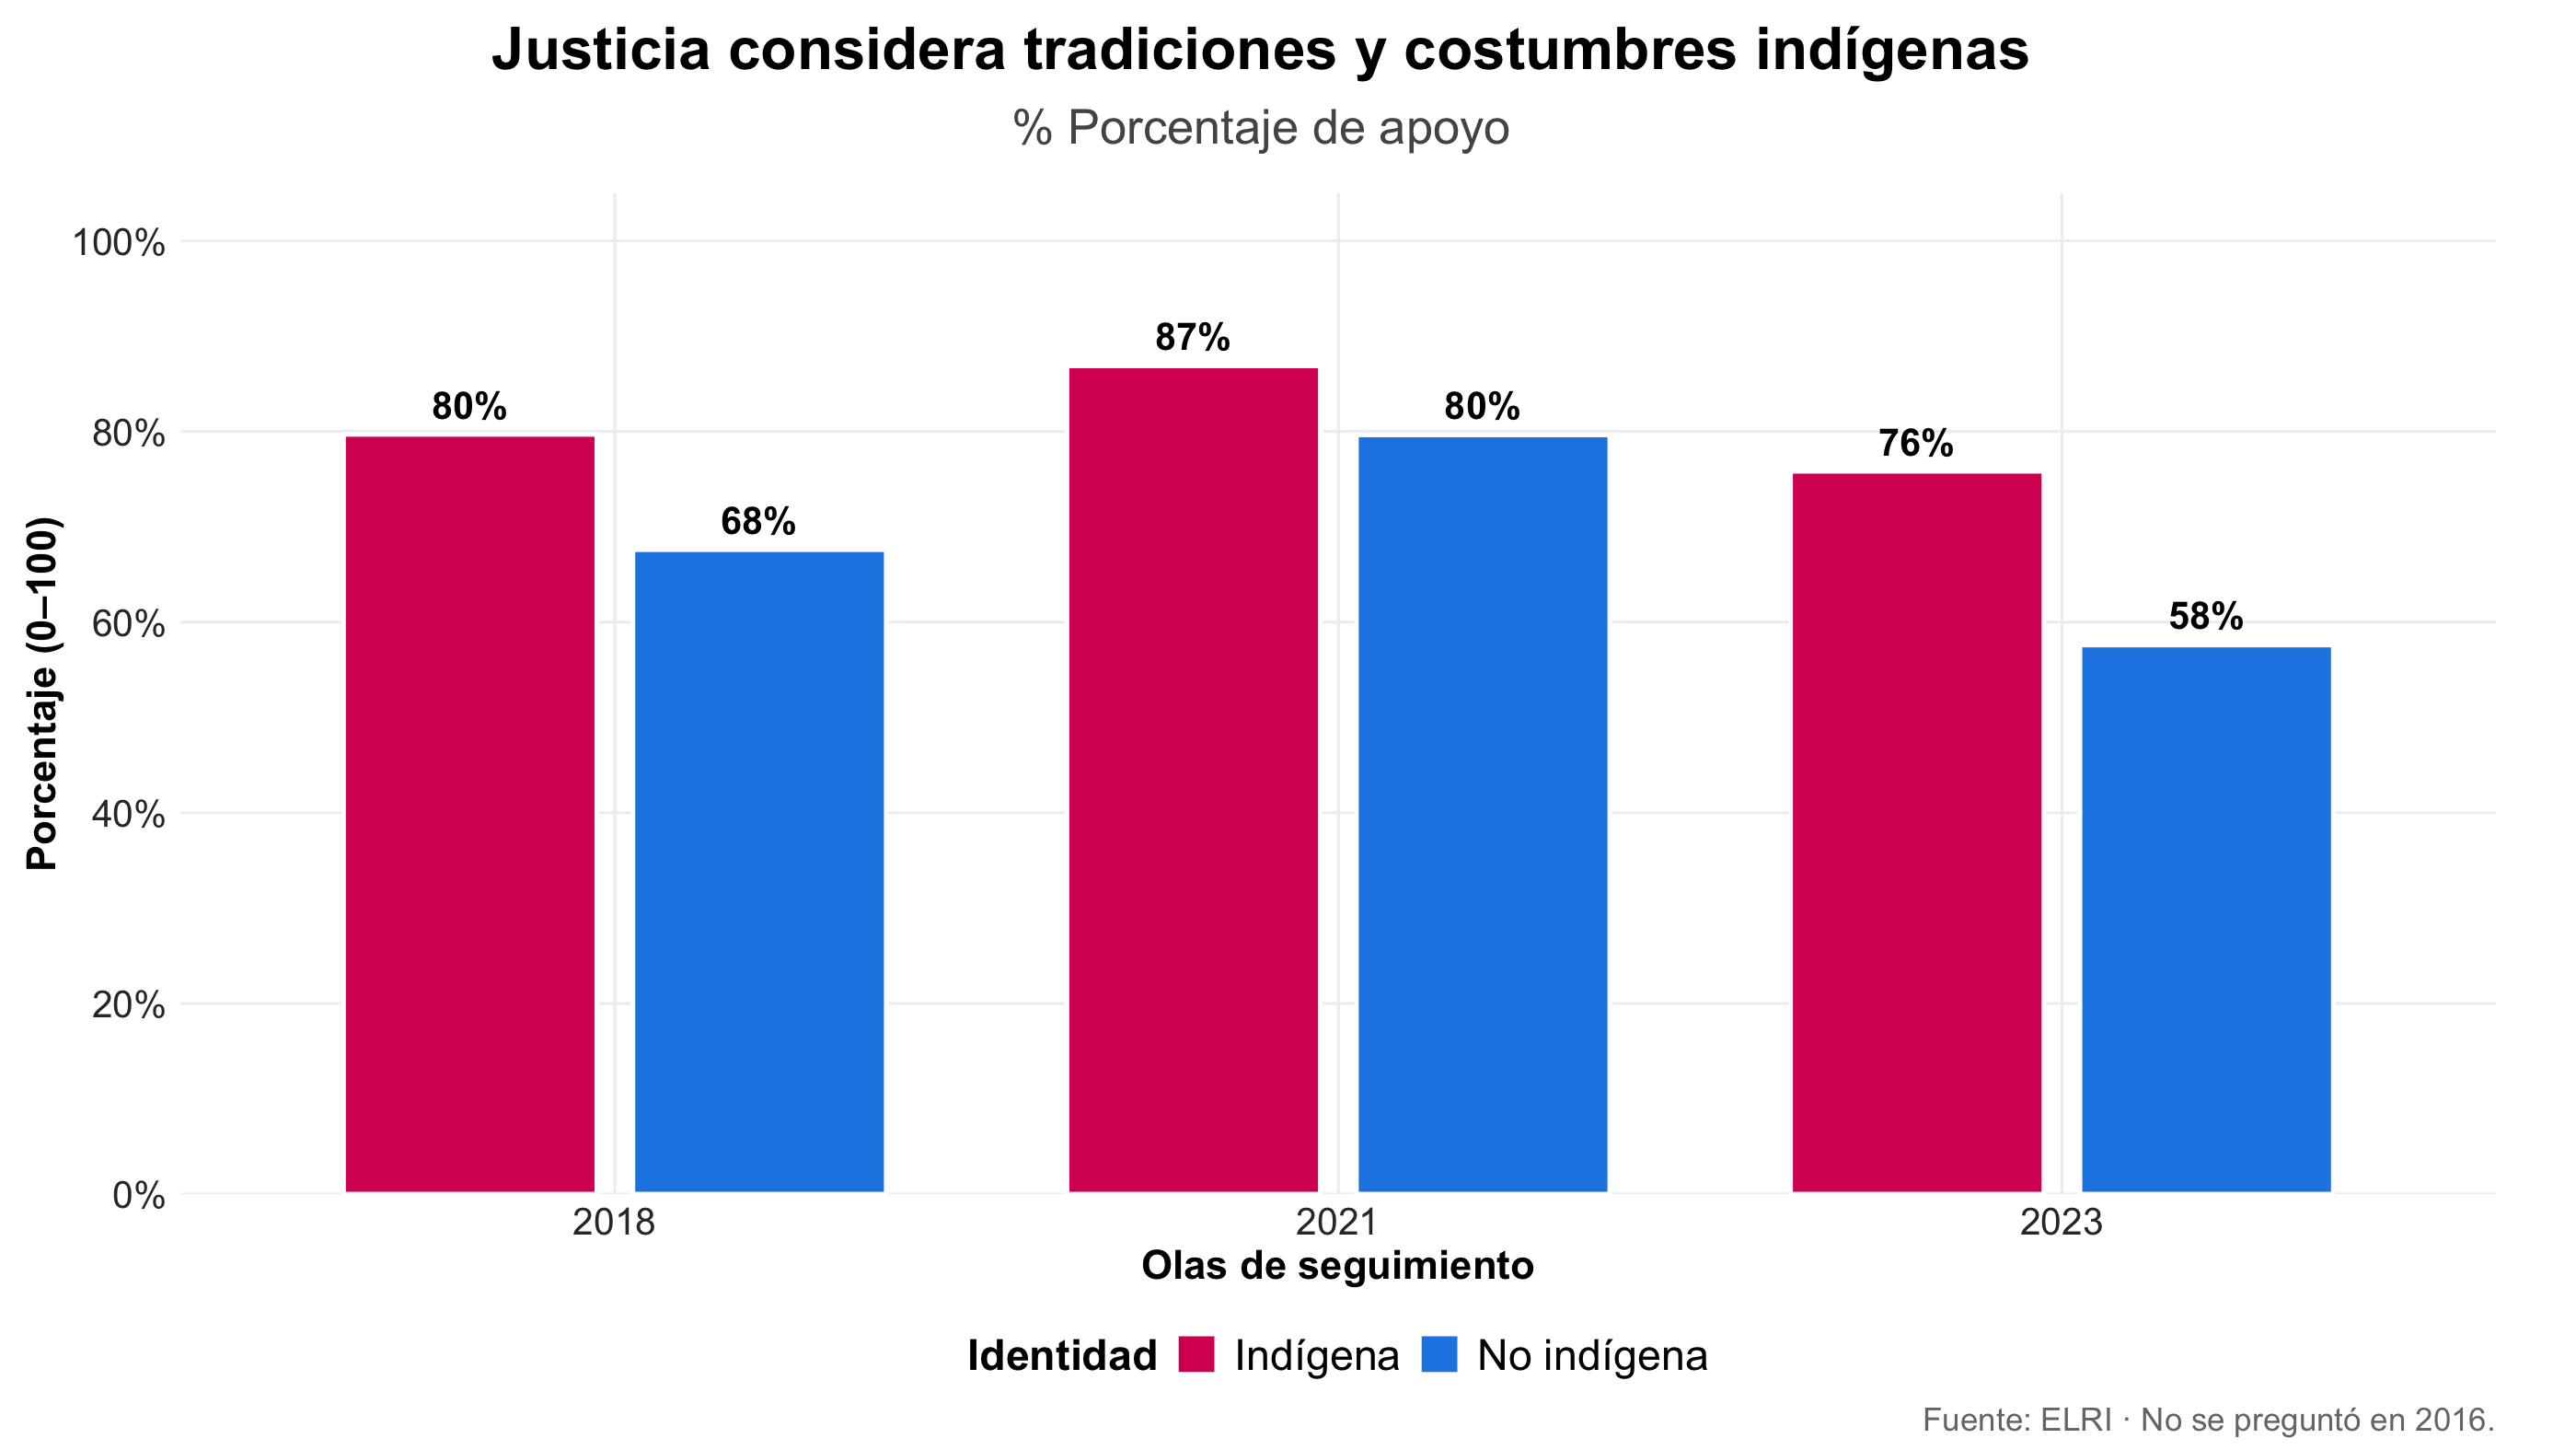 Justicia considera tradiciones y costumbres indígenas
% Porcentaje de apoyo
Porcentaje (0–100)
100%
80%
60%
40%
20%
0%
80%
68%
87%
80%
76%
58%
2018
2021
2023
Olas de seguimiento
Identidad Indígena No indígena
Fuente: ELRI · No se preguntó en 2016.